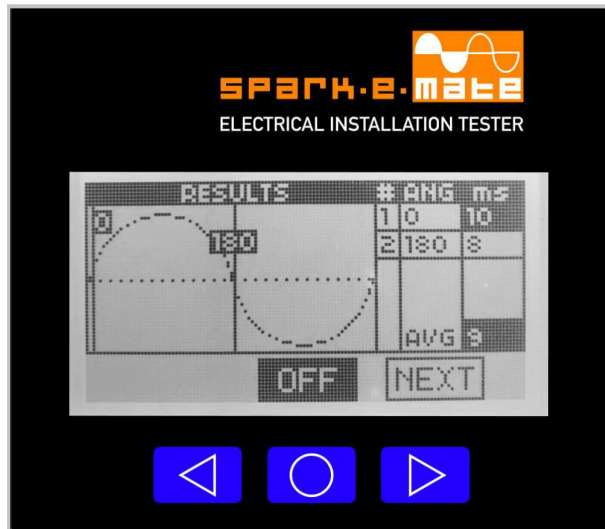 spark.e.mate
ELECTRICAL INSTALLATION TESTER
RESULTS # ANG ms
0 1 0 10
180 2 180 8
AVG 9
OFF NEXT